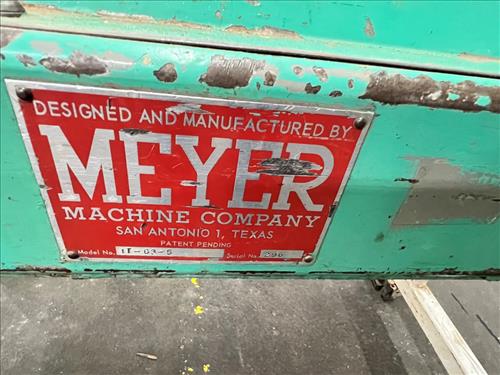 DESIGNED AND MANUFACTURED BY
MEYER
MACHINE COMPANY
SAN ANTONIO 1, TEXAS
PATENT PENDING
Model No. Serial No.